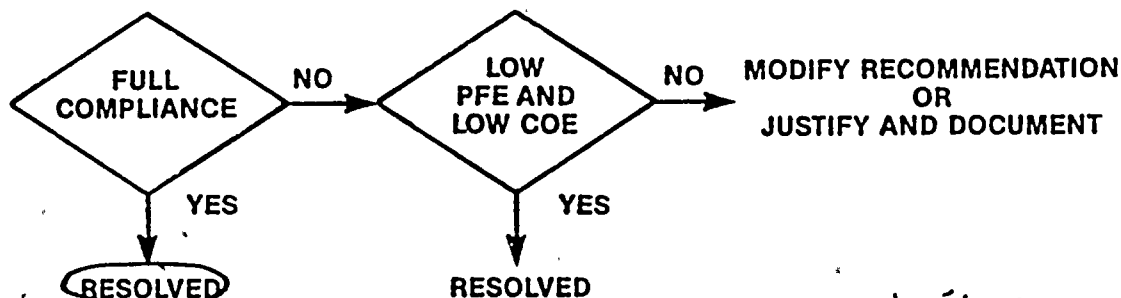 FULL
COMPLIANCE
NO
LOW
PFE AND
LOW COE
NO
MODIFY RECOMMENDATION
OR
JUSTIFY AND DOCUMENT
YES
YES
RESOLVED
RESOLVED